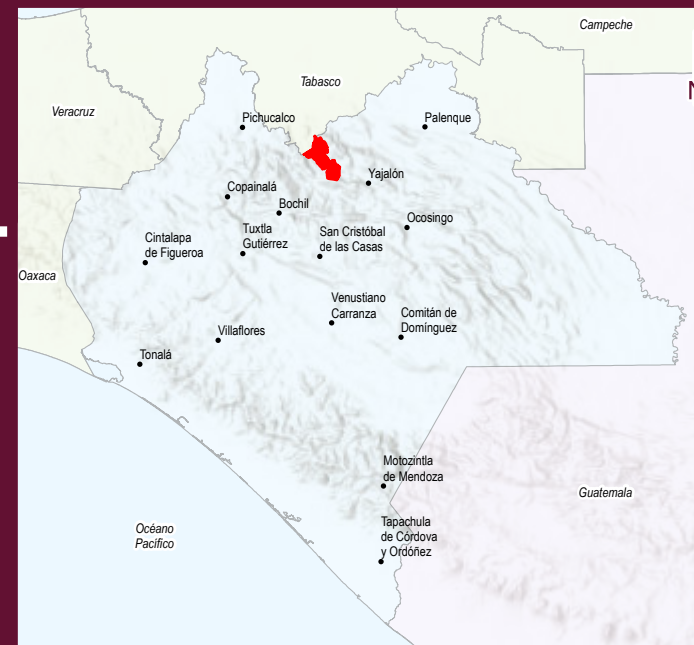 Campeche
Tabasco
N
Veracruz
Pichucalco
Palenque
Yajalón
Copainalá
Bochil
Ocosingo
Tuxtla
Gutiérrez
San Cristóbal
de las Casas
Cintalapa
de Figueroa
Oaxaca
Venustiano
Carranza
Comitán de
Domínguez
Villaflores
Tonalá
Motozintla
de Mendoza
Guatemala
Océano
Pacífico
Tapachula
de Córdova
y Ordóñez